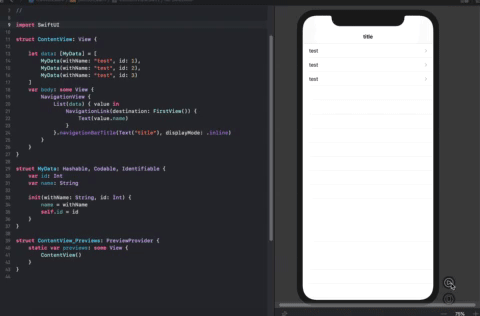 //
import SwiftUI
struct ContentView: View {
let data: [MyData] = [
MyData(withName: "text", id: 1),
MyData(withName: "text", id: 2),
MyData(withName: "text", id: 3)
]
var body: some View {
NavigationView {
List(data) { value in
NavigationLink(destination: FirstView()) {
Text(value.name)
}
}.navigationBarTitle(Text("title"), displayMode: .inline)
}
}
}
struct MyData: Hashable, Codable, Identifiable {
var id: Int
var name: String
init(withName: String, id: Int) {
name = withName
self.id = id
}
}
struct ContentView_Previews: PreviewProvider {
static var previews: some View {
ContentView()
}
}
title
text
text
text
75%